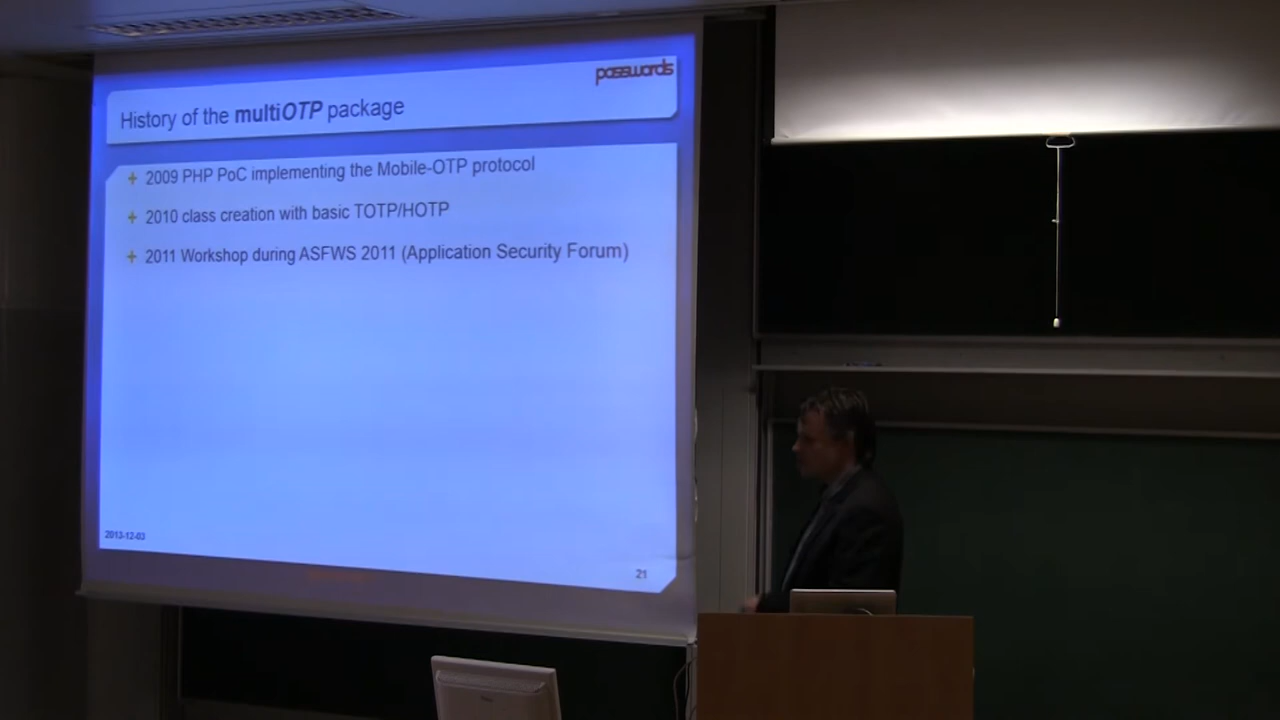 passwords
History of the multiOTP package
2009 PHP PoC implementing the Mobile-OTP protocol
2010 class creation with basic TOTP/HOTP
2011 Workshop during ASFWS 2011 (Application Security Forum)
2013-12-03
21